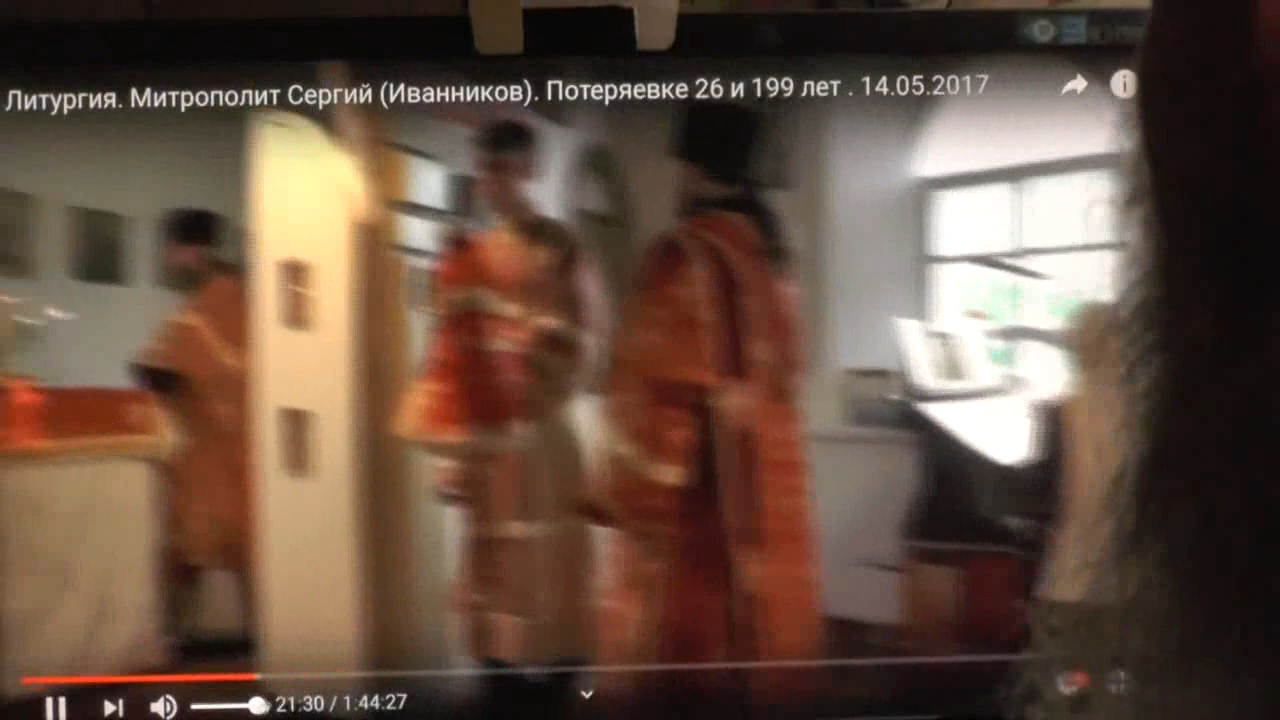 Литургия. Митрополит Сергий (Иванников). Потеряевке 26 и 199 лет . 14.05.2017
21:30 / 1:44:27